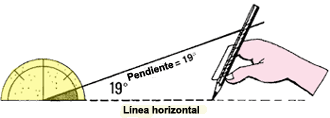 Pendiente = 19°
19°
Línea horizontal